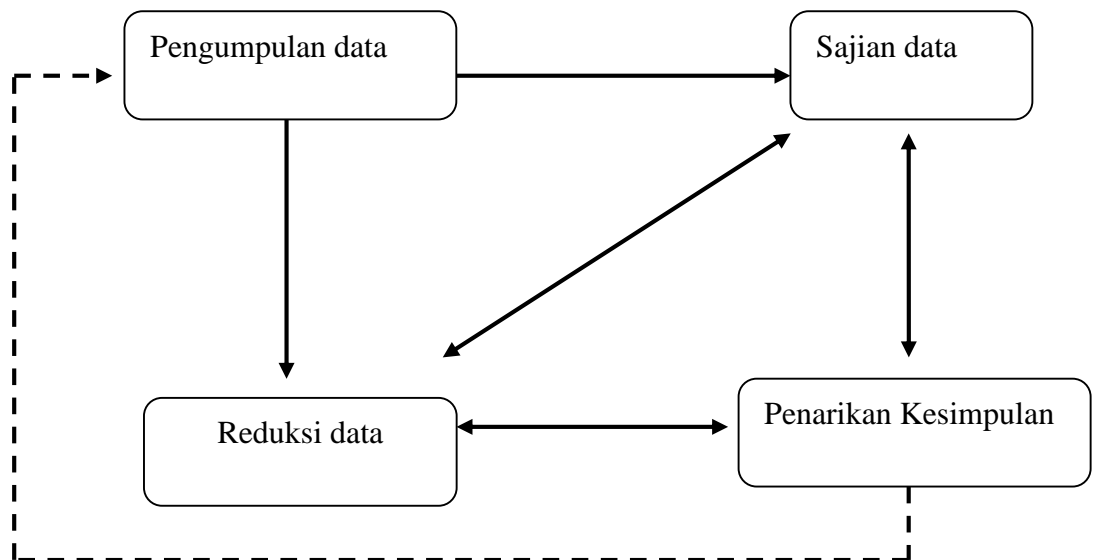 Pengumpulan data
Sajian data
Reduksi data
Penarikan Kesimpulan